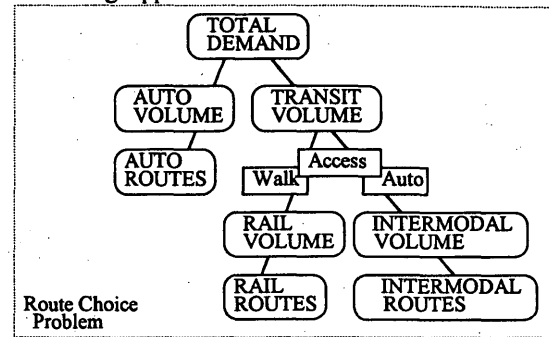 TOTAL
DEMAND
AUTO
VOLUME
TRANSIT
VOLUME
AUTO
ROUTES
Access
Walk
Auto
RAIL
VOLUME
INTERMODAL
VOLUME
RAIL
ROUTES
INTERMODAL
ROUTES
Route Choice
Problem